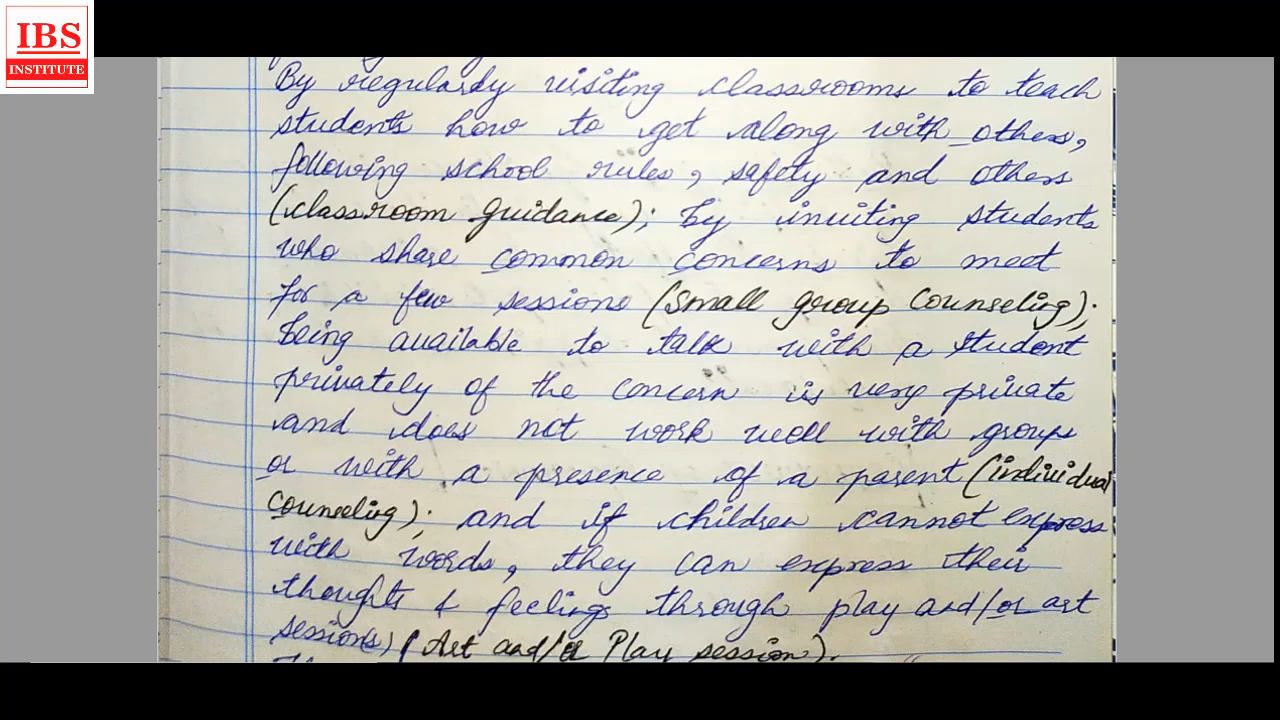 IBS
INSTITUTE
By regularly visiting classrooms to teach
students how to get along with others,
following school rules, safety and others
(classroom guidance); by inviting students
who share common concerns to meet
for a few sessions (small group counseling);
being available to talk with a student
privately of the concern is very private
and does not work well with groups
or with a presence of a parent (individual
counseling); and if children cannot express
with words, they can express their
thoughts & feelings through play and/or art
sessions) (Art and/or Play session).